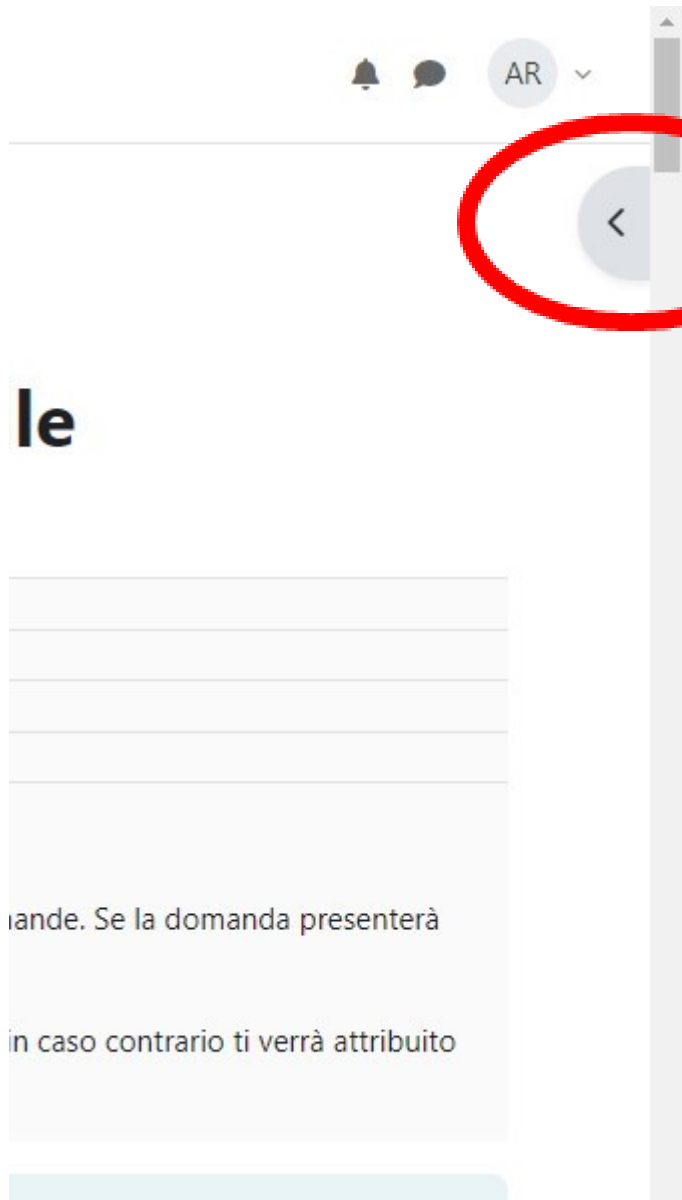 AR
le
ande. Se la domanda presenterà
in caso contrario ti verrà attribuito